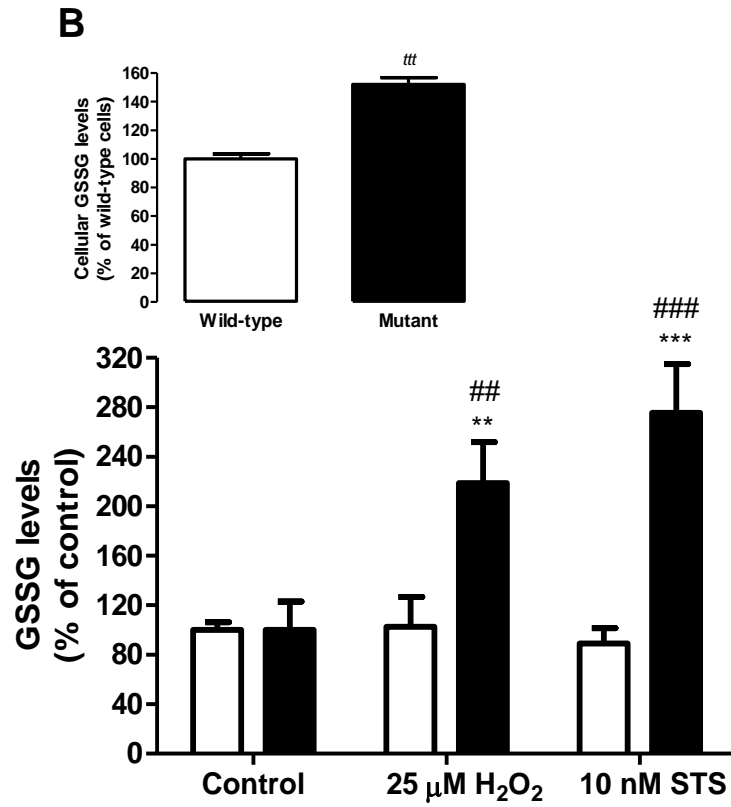 B
ttt
Cellular GSSG levels
(% of wild-type cells)
160
140
120
100
80
60
40
20
0
Wild-type
Mutant
GSSG levels
(% of control)
320
280
240
200
160
120
80
40
0
##
**
###
***
Control
25 μM H₂O₂
10 nM STS